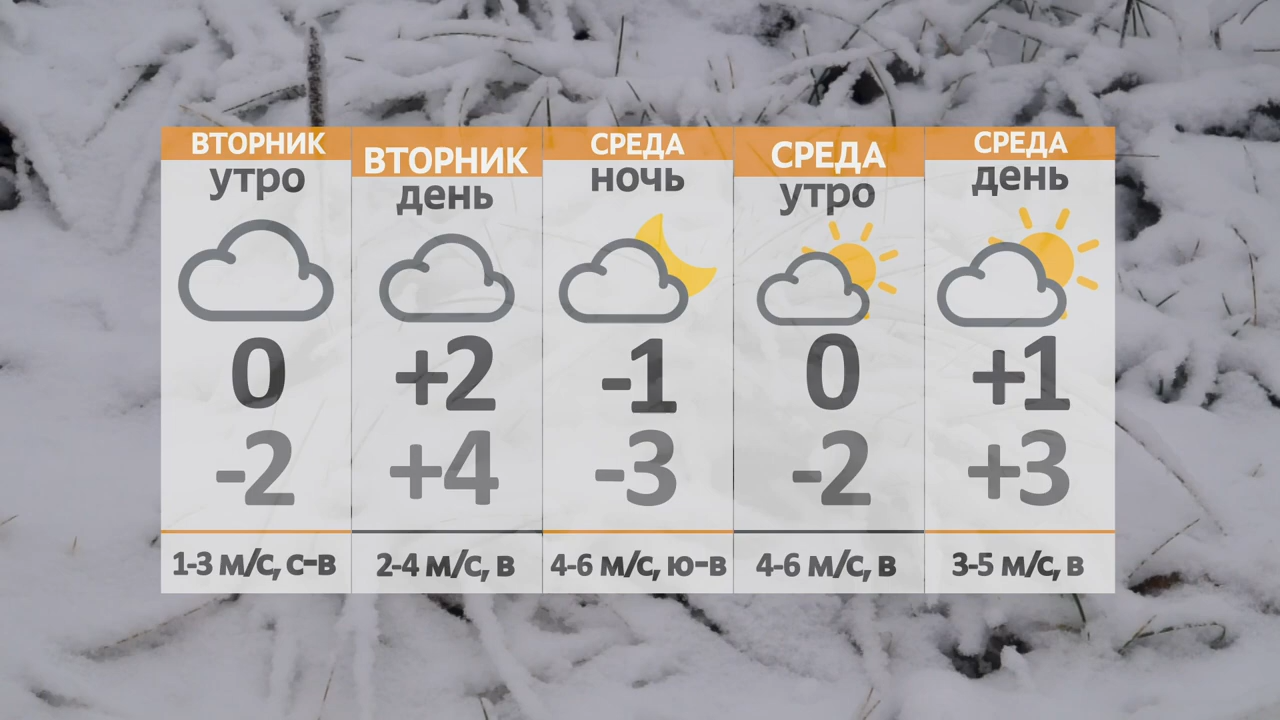 ВТОРНИК
утро
0
-2
1-3 м/с, с-в
ВТОРНИК
день
+2
+4
2-4 м/с, в
СРЕДА
ночь
-1
-3
4-6 м/с, ю-в
СРЕДА
утро
0
-2
4-6 м/с, в
СРЕДА
день
+1
+3
3-5 м/с, в